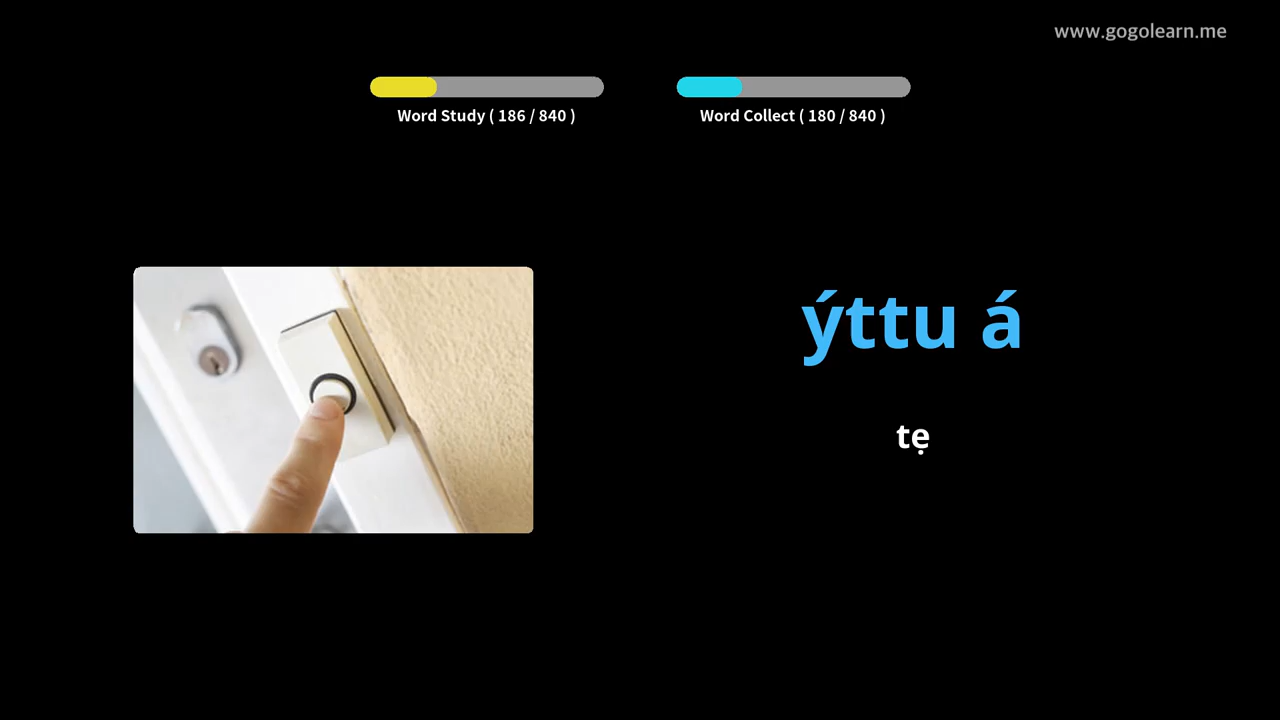 www.gogolearn.me
Word Study ( 186 / 840 )
Word Collect ( 180 / 840 )
ýttu á
tẹ